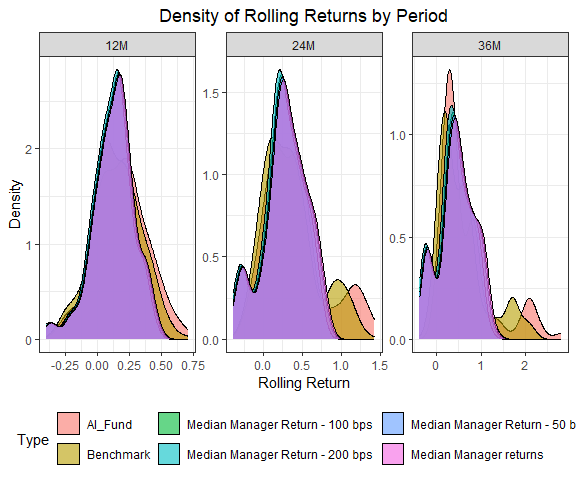 Density of Rolling Returns by Period
12M 24M 36M
Density
2
1
0
1.5
1.0
0.5
0.0
1.0
0.5
0.0
-0.25 0.00 0.25 0.50 0.75
0.0 0.5 1.0 1.5
0 1 2
Rolling Return
Type
AI_Fund Median Manager Return - 100 bps Median Manager Return - 50 b
Benchmark Median Manager Return - 200 bps Median Manager returns